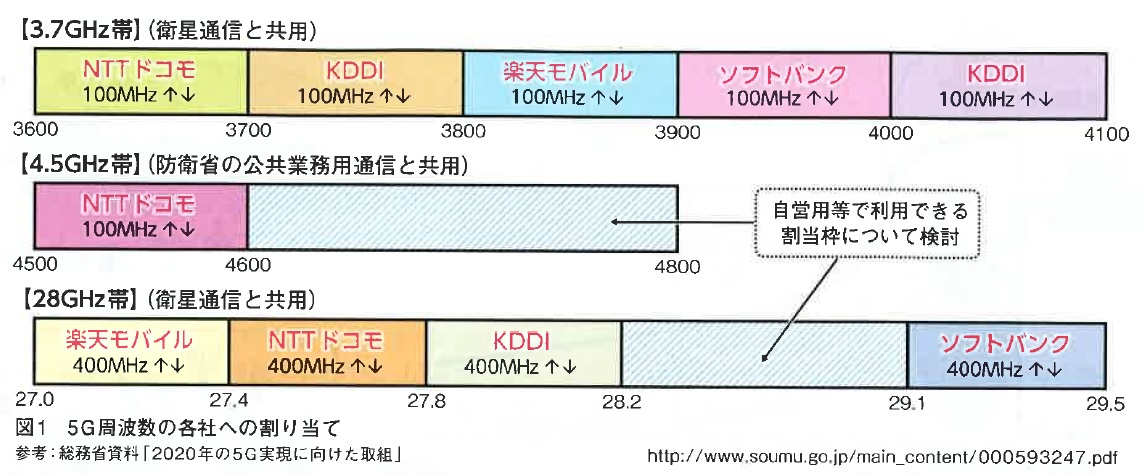 【3.7GHz帯】(衛星通信と共用)
NTTドコモ
100MHz ↑↓
KDDI
100MHz ↑↓
楽天モバイル
100MHz ↑↓
ソフトバンク
100MHz ↑↓
KDDI
100MHz ↑↓
3600 3700 3800 3900 4000 4100
【4.5GHz帯】(防衛省の公共業務用通信と共用)
NTTドコモ
100MHz ↑↓
自営用等で利用できる
割当枠について検討
4500 4600 4800
【28GHz帯】(衛星通信と共用)
楽天モバイル
400MHz ↑↓
NTTドコモ
400MHz ↑↓
KDDI
400MHz ↑↓
ソフトバンク
400MHz ↑↓
27.0 27.4 27.8 28.2 29.1 29.5
図1 5G周波数の各社への割り当て
参考：総務省資料「2020年の5G実現に向けた取組」
http://www.soumu.go.jp/main_content/000593247.pdf